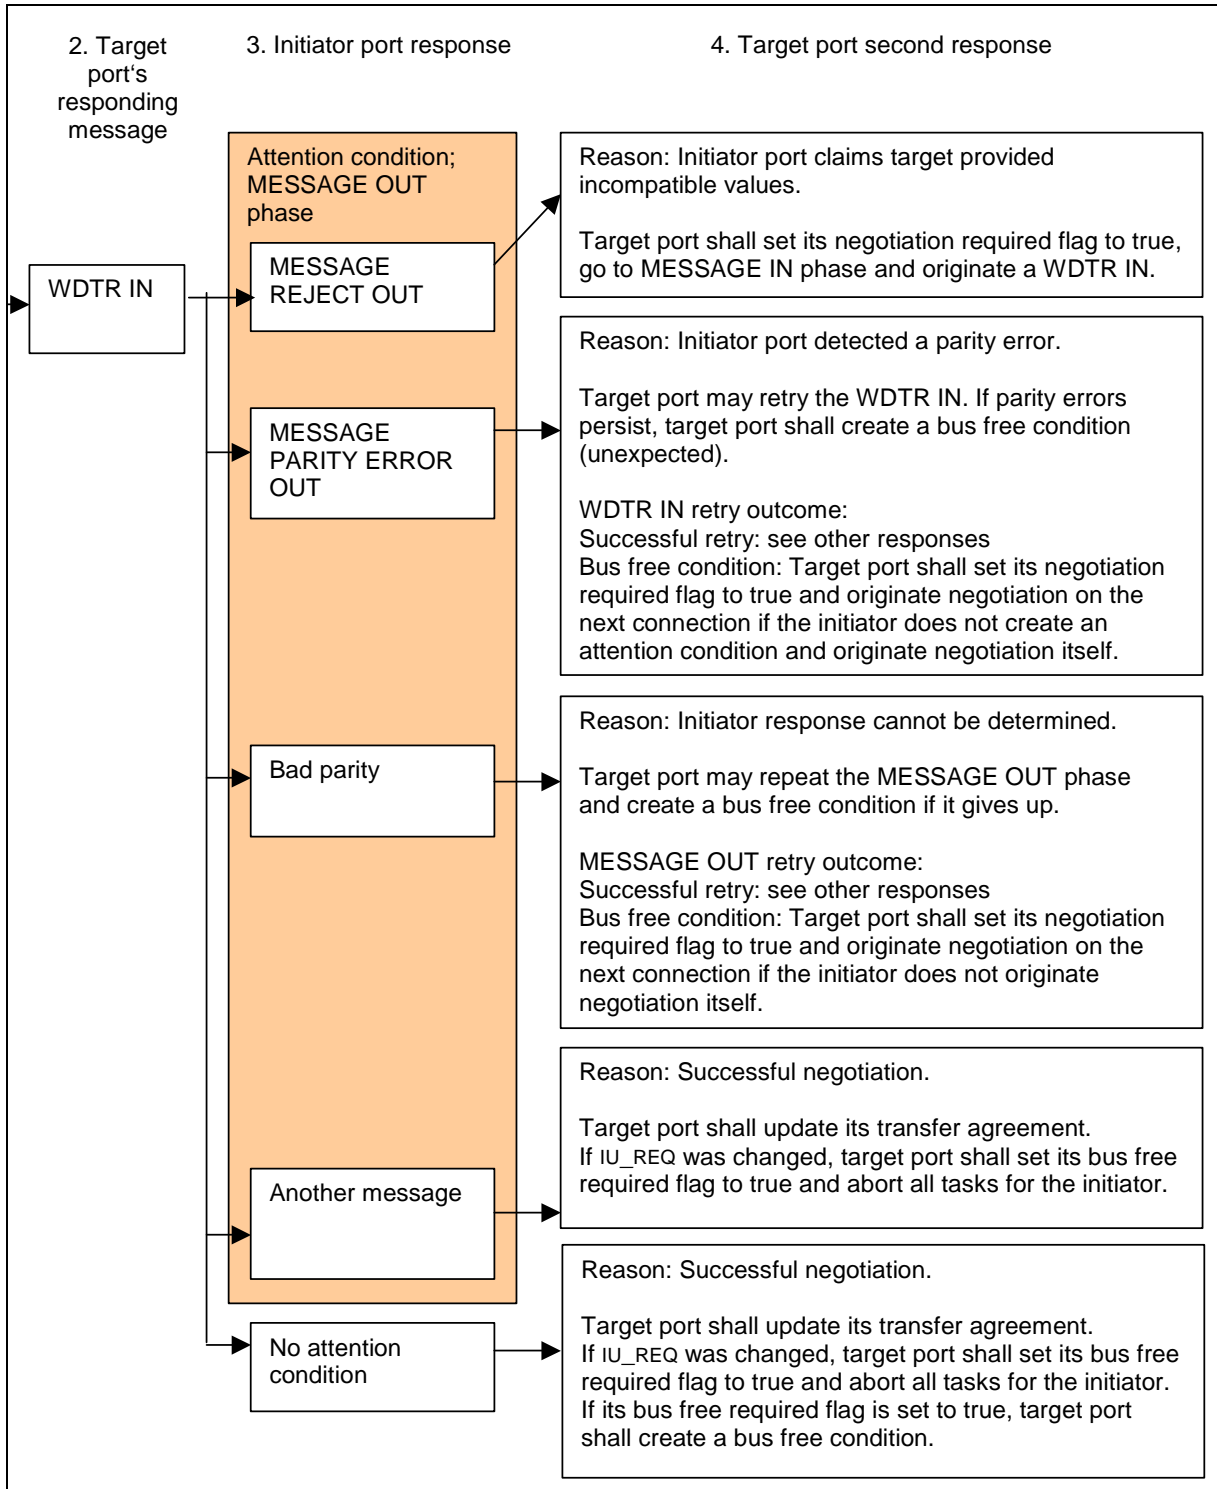 2. Target
port‘s
responding
message
3. Initiator port response
4. Target port second response
WDTR IN
Attention condition;
MESSAGE OUT
phase
MESSAGE
REJECT OUT
Reason: Initiator port claims target provided
incompatible values.
Target port shall set its negotiation required flag to true,
go to MESSAGE IN phase and originate a WDTR IN.
MESSAGE
PARITY ERROR
OUT
Reason: Initiator port detected a parity error.
Target port may retry the WDTR IN. If parity errors
persist, target port shall create a bus free condition
(unexpected).
WDTR IN retry outcome:
Successful retry: see other responses
Bus free condition: Target port shall set its negotiation
required flag to true and originate negotiation on the
next connection if the initiator does not create an
attention condition and originate negotiation itself.
Bad parity
Reason: Initiator response cannot be determined.
Target port may repeat the MESSAGE OUT phase
and create a bus free condition if it gives up.
MESSAGE OUT retry outcome:
Successful retry: see other responses
Bus free condition: Target port shall set its negotiation
required flag to true and originate negotiation on the
next connection if the initiator does not originate
negotiation itself.
Another message
Reason: Successful negotiation.
Target port shall update its transfer agreement.
If IU_REQ was changed, target port shall set its bus free
required flag to true and abort all tasks for the initiator.
No attention
condition
Reason: Successful negotiation.
Target port shall update its transfer agreement.
If IU_REQ was changed, target port shall set its bus free
required flag to true and abort all tasks for the initiator.
If its bus free required flag is set to true, target port
shall create a bus free condition.